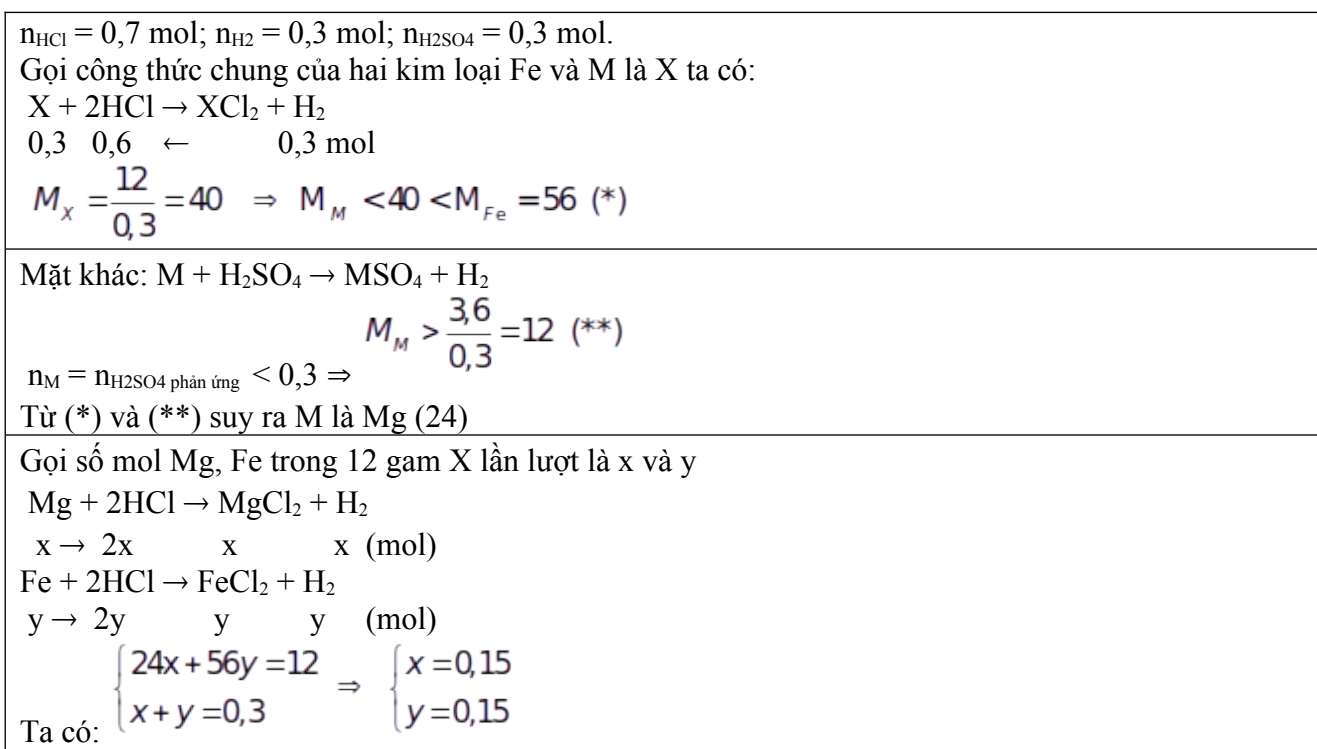 n_HCl = 0,7 mol; n_H2 = 0,3 mol; n_H2SO4 = 0,3 mol.
Gọi công thức chung của hai kim loại Fe và M là X ta có:
X + 2HCl → XCl₂ + H₂
0,3 0,6 ← 0,3 mol
M_X = 12/0,3 = 40 ⇒ M_M < 40 < M_Fe = 56 (*)
Mặt khác: M + H₂SO₄ → MSO₄ + H₂
n_M = n_H2SO4 phản ứng < 0,3 ⇒ M_M > 3,6/0,3 = 12 (**)
Từ (*) và (**) suy ra M là Mg (24)
Gọi số mol Mg, Fe trong 12 gam X lần lượt là x và y
Mg + 2HCl → MgCl₂ + H₂
x → 2x x x (mol)
Fe + 2HCl → FeCl₂ + H₂
y → 2y y y (mol)
Ta có: { 24x + 56y = 12 ⇒ { x = 0,15
x + y = 0,3 y = 0,15